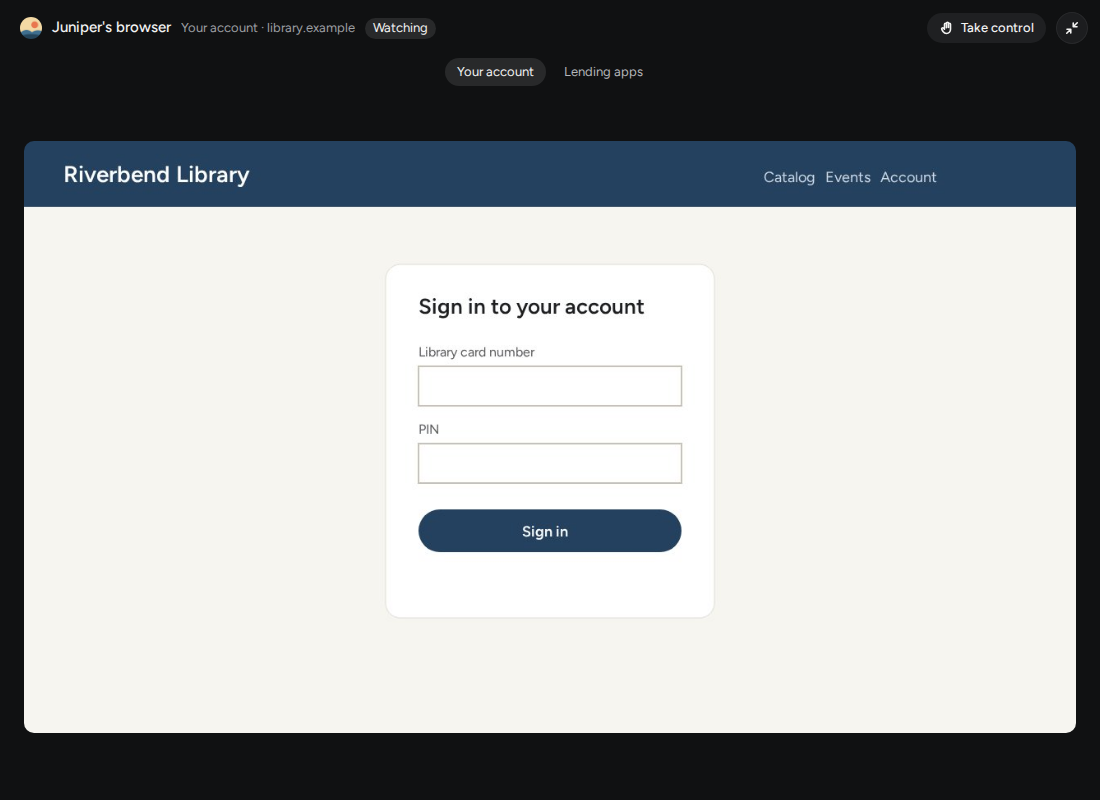 Juniper's browser Your account · library.example Watching Take control
Your account Lending apps
Riverbend Library Catalog Events Account
Sign in to your account
Library card number
PIN
Sign in